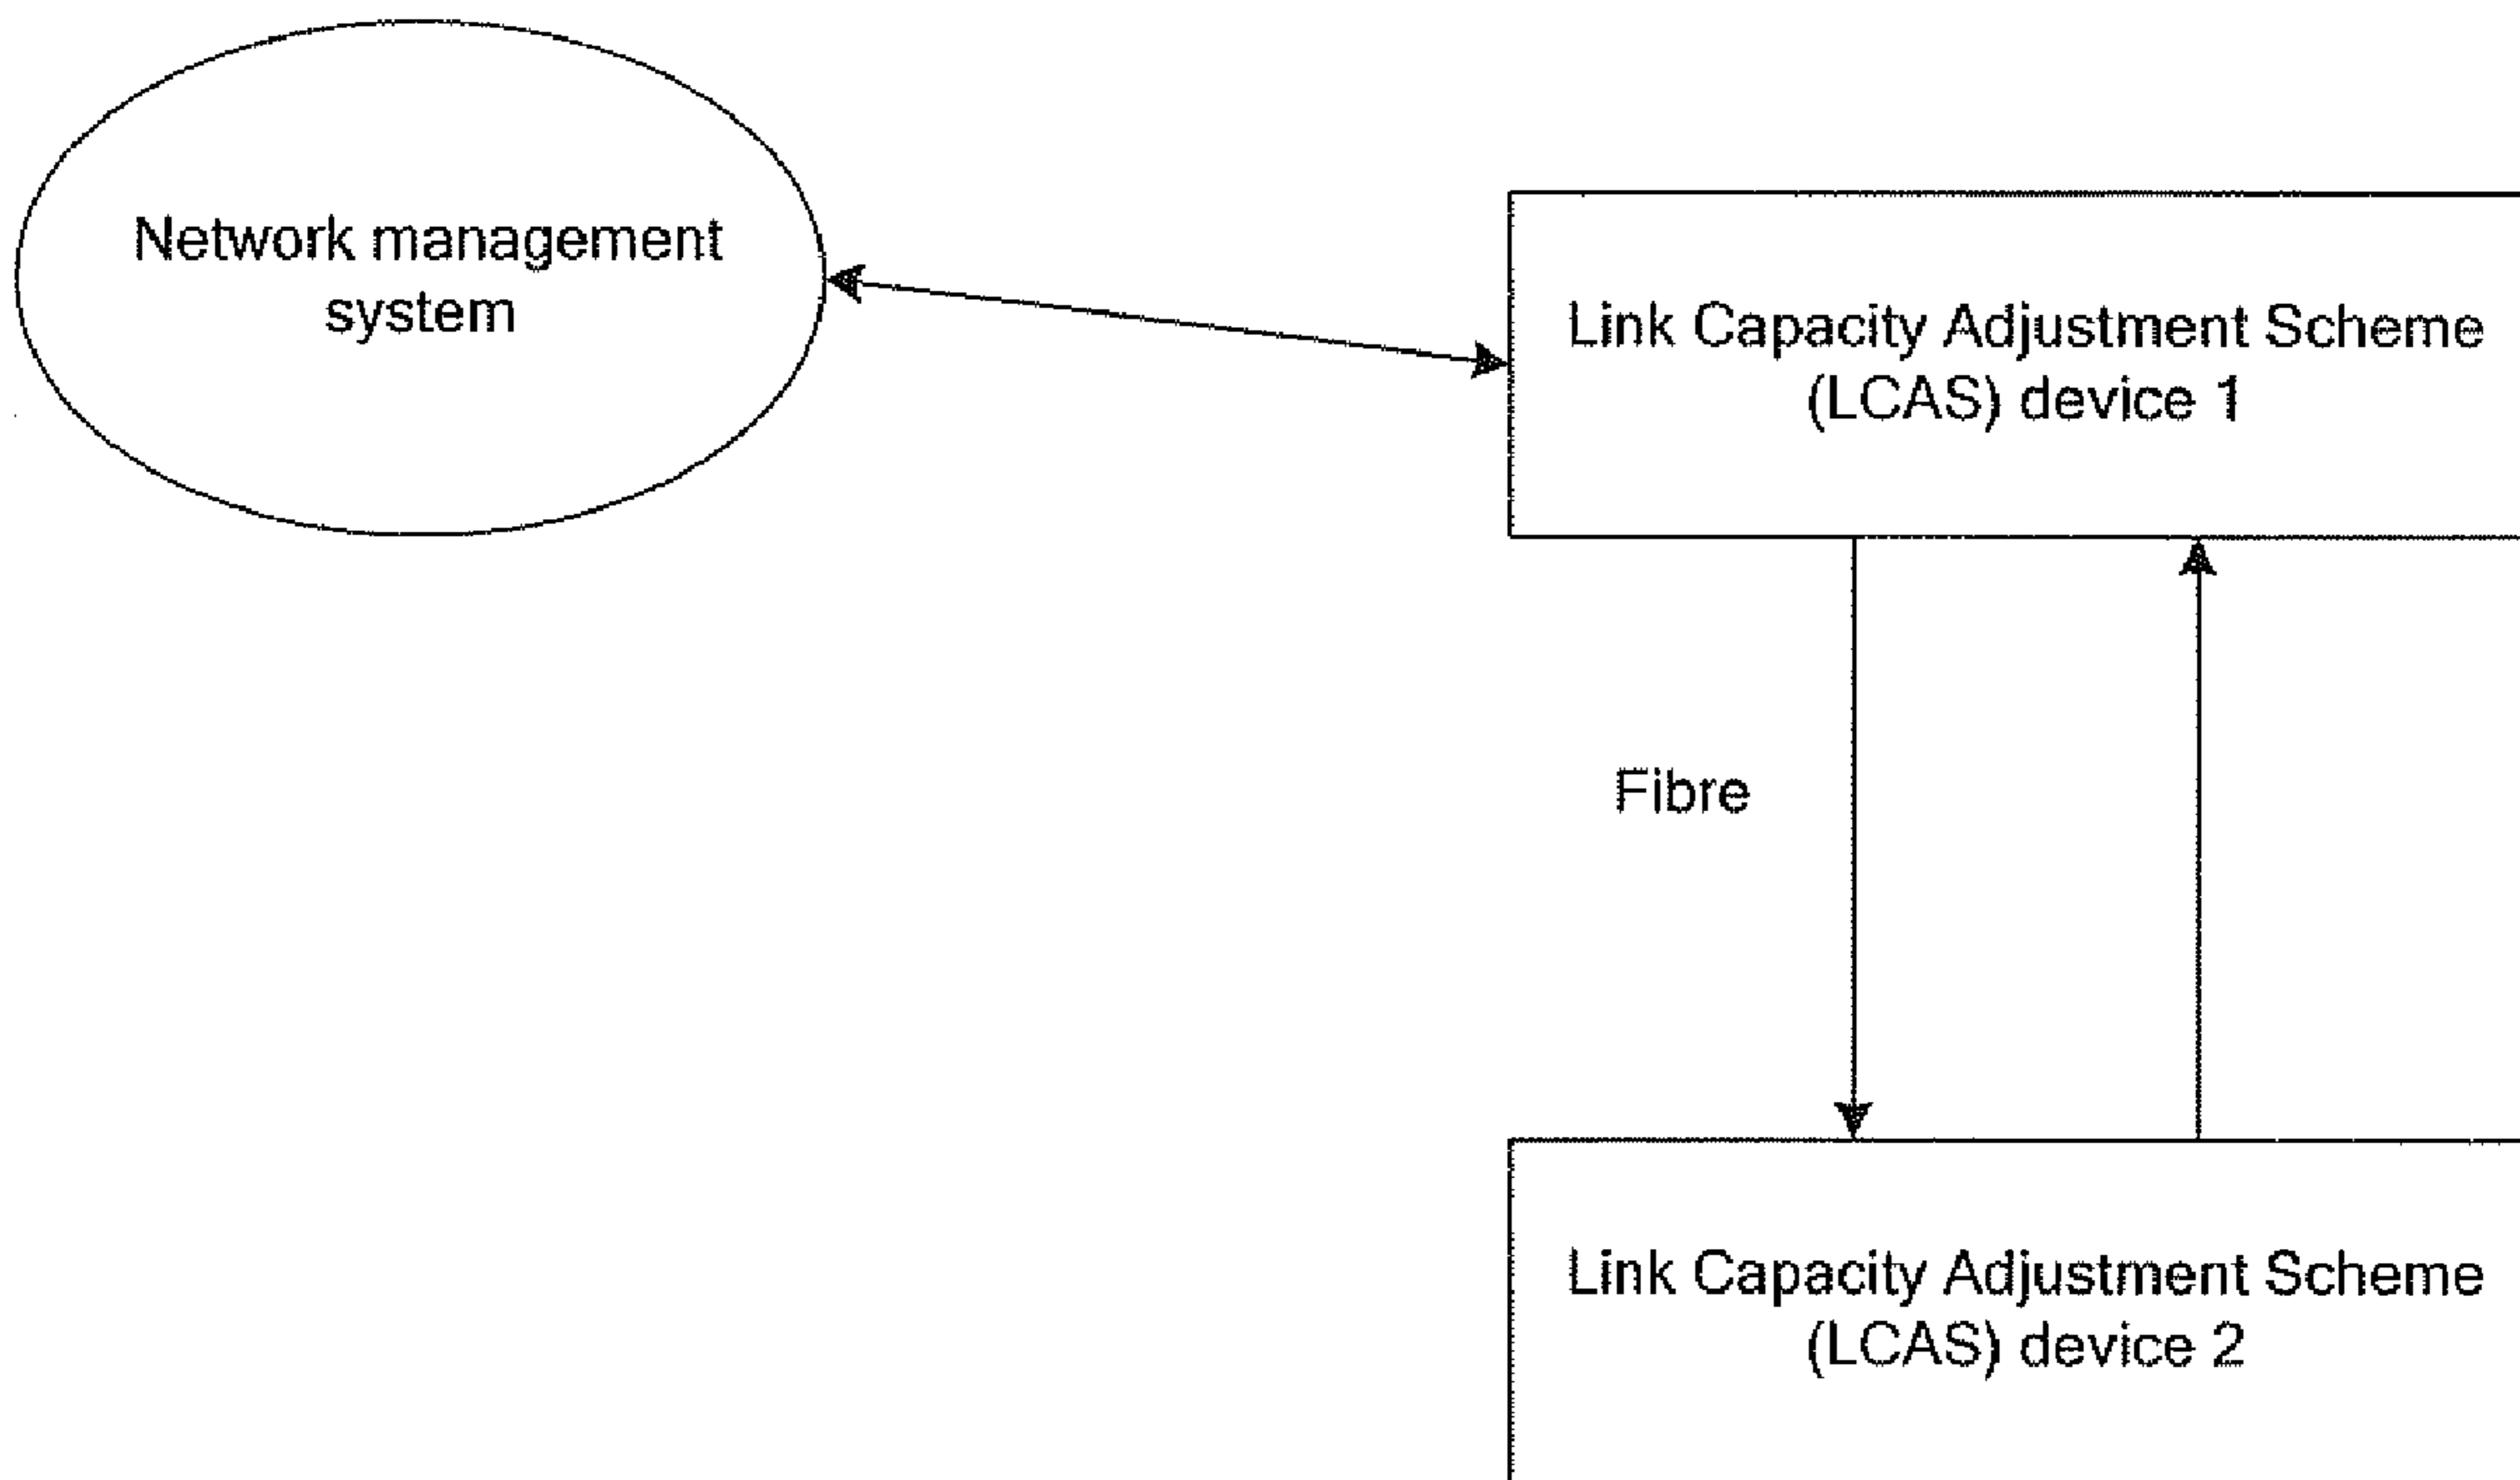 Network management
system
Link Capacity Adjustment Scheme
(LCAS) device 1
Fibre
Link Capacity Adjustment Scheme
(LCAS) device 2